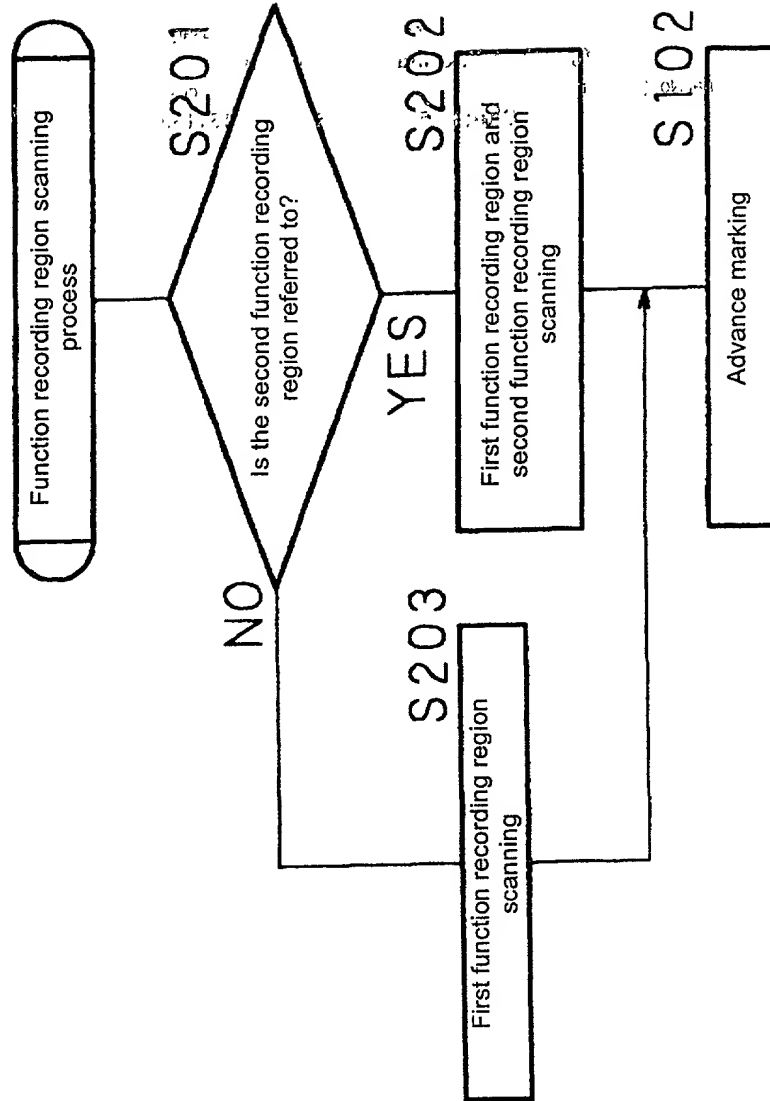 Function recording region scanning
process
S201
Is the second function recording
region referred to?
NO
YES
S202
First function recording region and
second function recording region
scanning
S203
First function recording region
scanning
S102
Advance marking